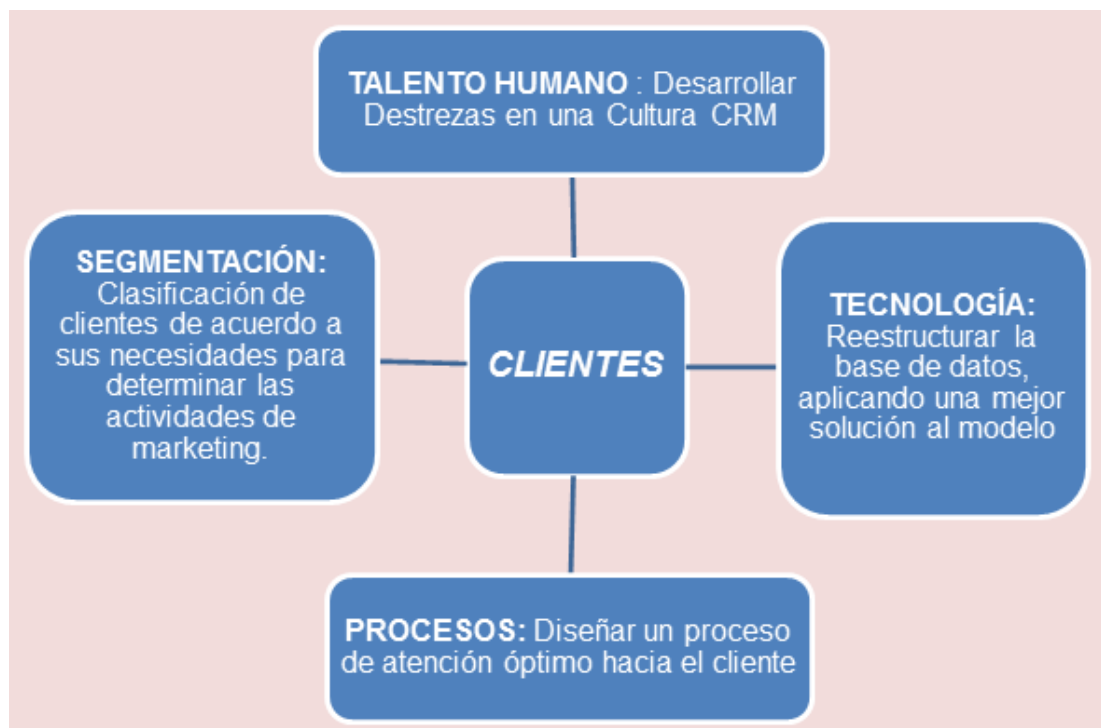 TALENTO HUMANO : Desarrollar
Destrezas en una Cultura CRM
SEGMENTACIÓN:
Clasificación de
clientes de acuerdo a
sus necesidades para
determinar las
actividades de
marketing.
CLIENTES
TECNOLOGÍA:
Reestructurar la
base de datos,
aplicando una mejor
solución al modelo
PROCESOS: Diseñar un proceso
de atención óptimo hacia el cliente